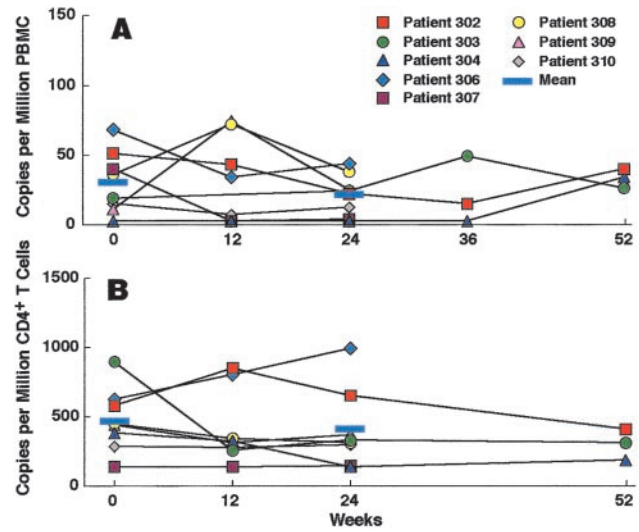 A
Copies per Million PBMC
150
100
50
0
0 12 24 36 52
Patient 302
Patient 303
Patient 304
Patient 306
Patient 307
Patient 308
Patient 309
Patient 310
Mean
B
Copies per Million CD4+ T Cells
1500
1000
500
0
0 12 24 52
Weeks